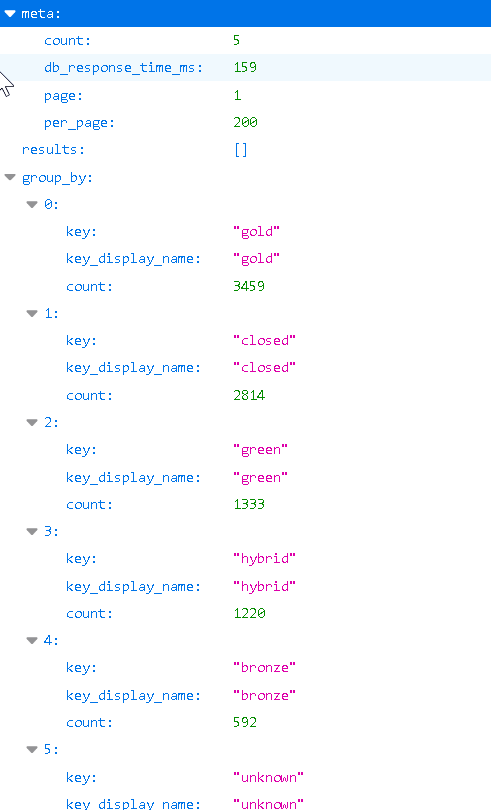 meta:
count: 5
db_response_time_ms: 159
page: 1
per_page: 200
results: []
group_by:
0:
key: "gold"
key_display_name: "gold"
count: 3459
1:
key: "closed"
key_display_name: "closed"
count: 2814
2:
key: "green"
key_display_name: "green"
count: 1333
3:
key: "hybrid"
key_display_name: "hybrid"
count: 1220
4:
key: "bronze"
key_display_name: "bronze"
count: 592
5:
key: "unknown"
key_display_name: "unknown"